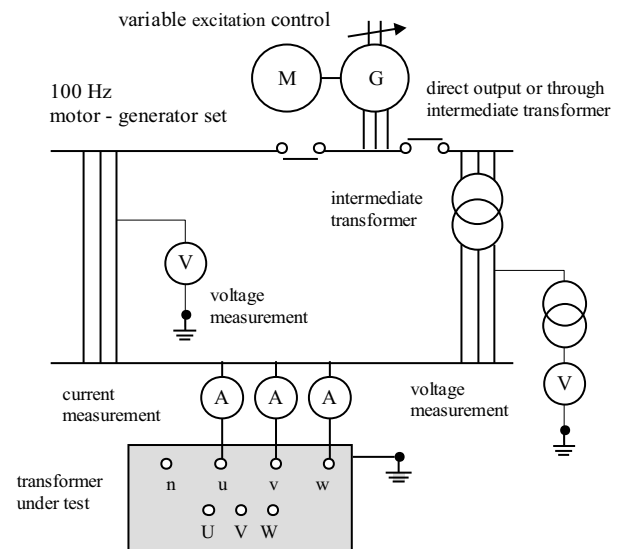 variable excitation control
M
G
100 Hz
motor - generator set
direct output or through
intermediate transformer
intermediate
transformer
V
voltage
measurement
V
current
measurement
A
A
A
voltage
measurement
transformer
under test
n
u
v
w
U
V
W